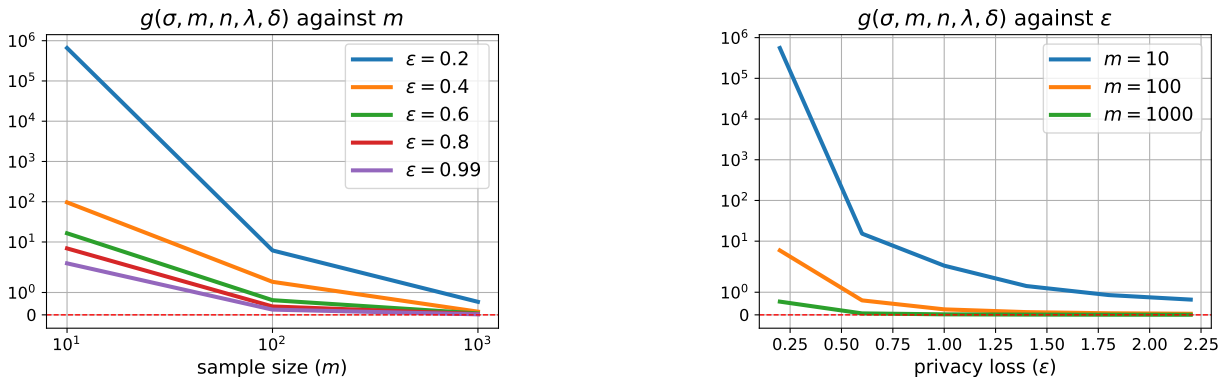 g(σ, m, n, λ, δ) against m
10⁶
10⁵
10⁴
10³
10²
10¹
10⁰
0
ε = 0.2
ε = 0.4
ε = 0.6
ε = 0.8
ε = 0.99
10¹ 10² 10³
sample size (m)
g(σ, m, n, λ, δ) against ε
10⁶
10⁵
10⁴
10³
10²
10¹
10⁰
0
m = 10
m = 100
m = 1000
0.25 0.50 0.75 1.00 1.25 1.50 1.75 2.00 2.25
privacy loss (ε)